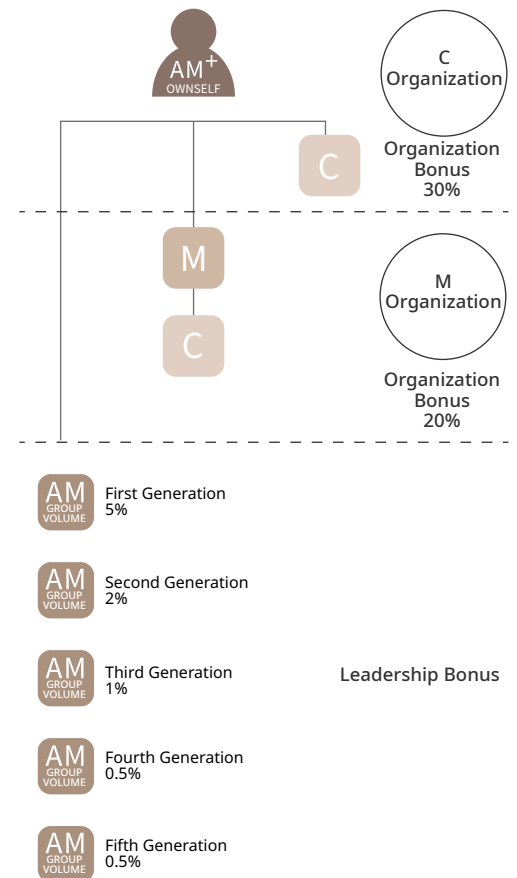 AM+
OWNSELF
C
Organization
Organization
Bonus
30%
C
M
M
Organization
C
Organization
Bonus
20%
AM
GROUP
VOLUME
First Generation
5%
AM
GROUP
VOLUME
Second Generation
2%
AM
GROUP
VOLUME
Third Generation
1%
Leadership Bonus
AM
GROUP
VOLUME
Fourth Generation
0.5%
AM
GROUP
VOLUME
Fifth Generation
0.5%